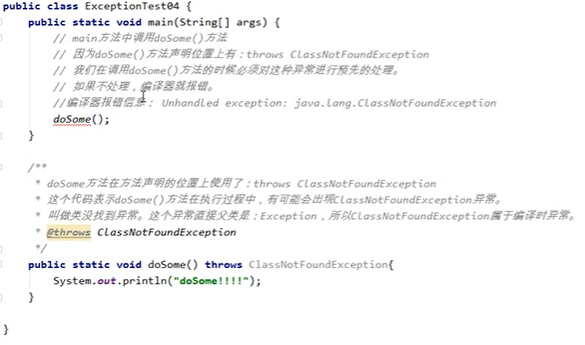 public class ExceptionTest04 {
public static void main(String[] args) {
// main方法中调用doSome()方法
// 因为doSome()方法声明位置上有：throws ClassNotFoundException
// 我们在调用doSome()方法的时候必须对这种异常进行预先的处理。
// 如果不处理，编译器就报错。
//编译器报错信息： Unhandled exception: java.lang.ClassNotFoundException
doSome();
}
/**
* doSome方法在方法声明的位置上使用了：throws ClassNotFoundException
* 这个代码表示doSome()方法在执行过程中，有可能会出现ClassNotFoundException异常。
* 叫做类没找到异常。这个异常直接父类是：Exception，所以ClassNotFoundException属于编译时异常。
* @throws ClassNotFoundException
*/
public static void doSome() throws ClassNotFoundException{
System.out.println("doSome!!!!");
}
}